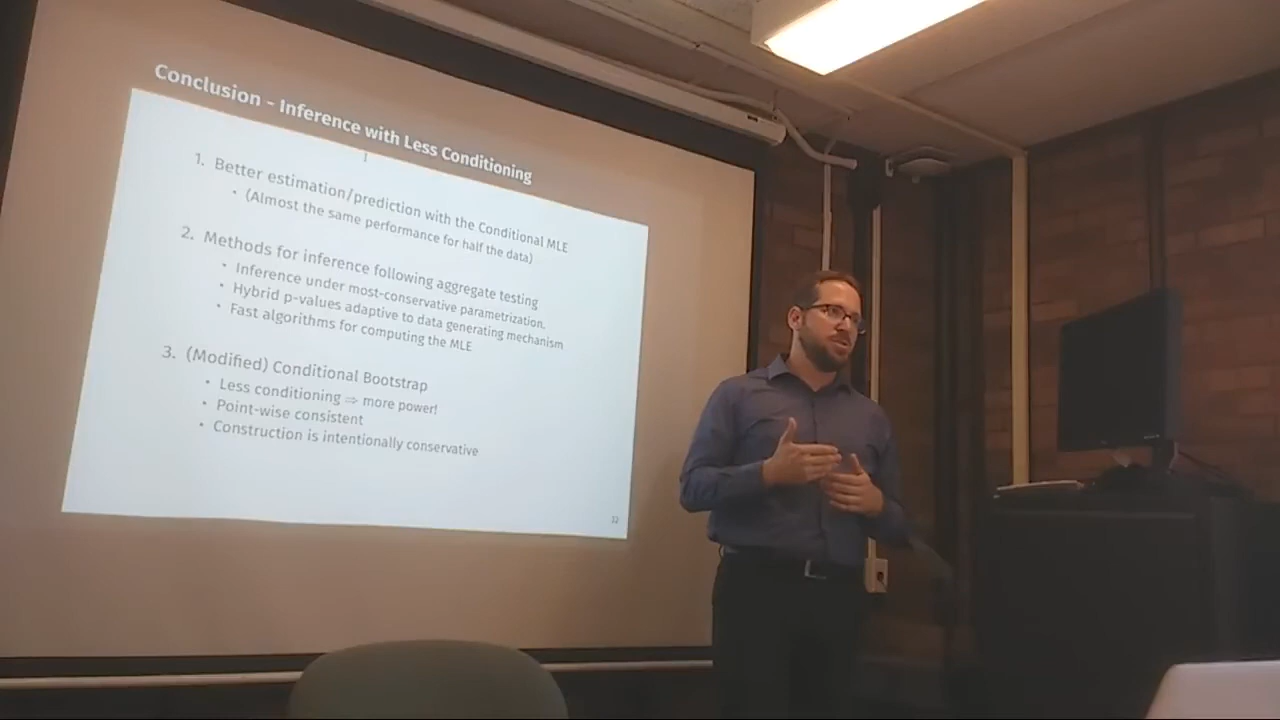 Conclusion – Inference with Less Conditioning
1. Better estimation/prediction with the Conditional MLE
• (Almost the same performance for half the data)
2. Methods for inference following aggregate testing
• Inference under most-conservative parametrization.
• Hybrid p-values adaptive to data generating mechanism
• Fast algorithms for computing the MLE
3. (Modified) Conditional Bootstrap
• Less conditioning ⇒ more power!
• Point-wise consistent
• Construction is intentionally conservative